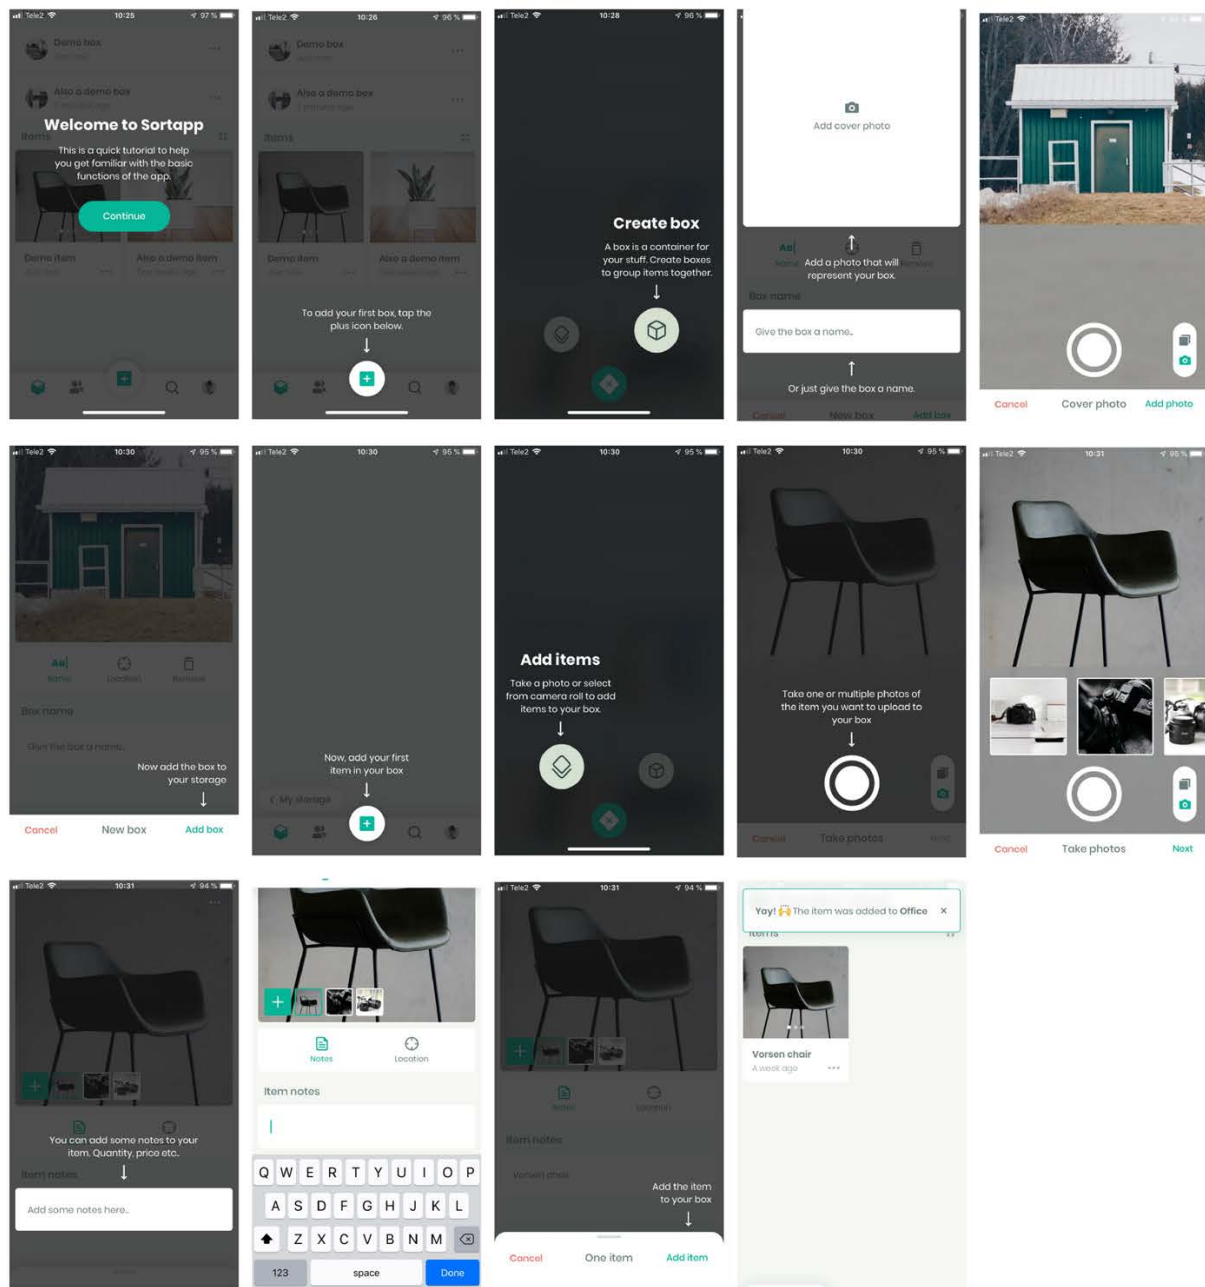 Tele2
10:25
97 %
Demo box
Also a demo box
Welcome to Sortapp
Items
This is a quick tutorial to help
you get familiar with the basic
functions of the app.
Continue
Demo item
Also a demo item
Tele2
10:26
96 %
Demo box
Also a demo box
Items
Demo item
Also a demo item
To add your first box, tap the
plus icon below.
Tele2
10:28
96 %
Create box
A box is a container for
your stuff. Create boxes
to group items together.
Add cover photo
Aa
Name
Remove
Add a photo that will
represent your box.
Box name
Give the box a name..
Or just give the box a name.
Cancel
New box
Add box
Tele2
Cancel
Cover photo
Add photo
Tele2
10:30
95 %
Aa
Name
Location
Remove
Box name
Give the box a name..
Now add the box to
your storage
Cancel
New box
Add box
Tele2
10:30
95 %
Now, add your first
item in your box
My storage
Tele2
10:30
95 %
Add items
Take a photo or select
from camera roll to add
items to your box.
Tele2
10:30
95 %
Take one or multiple photos of
the item you want to upload to
your box
Cancel
Take photos
Next
Tele2
10:31
95 %
Cancel
Take photos
Next
Tele2
10:31
94 %
You can add some notes to your
item. Quantity, price etc..
Item notes
Add some notes here..
Notes
Location
Item notes
Q W E R T Y U I O P
A S D F G H J K L
Z X C V B N M
123
space
Done
Tele2
10:31
94 %
Notes
Location
Item notes
Vorsen chair
Add the item
to your box
Cancel
One item
Add item
Yay! 🙌 The item was added to Office
Items
Vorsen chair
A week ago